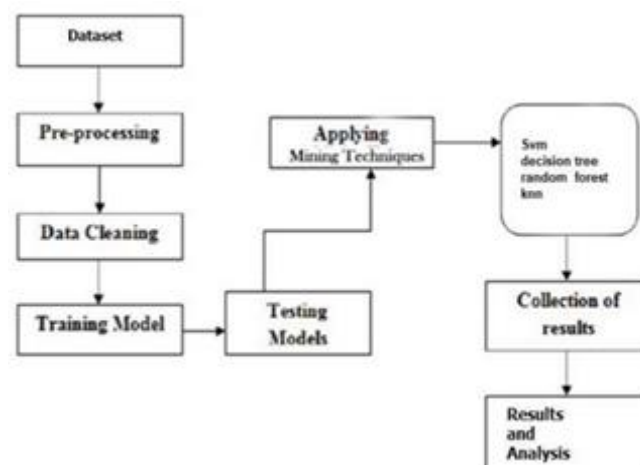 Dataset
Pre-processing
Data Cleaning
Training Model
Testing
Models
Applying
Mining Techniques
Svm
decision tree
random forest
knn
Collection of
results
Results
and
Analysis